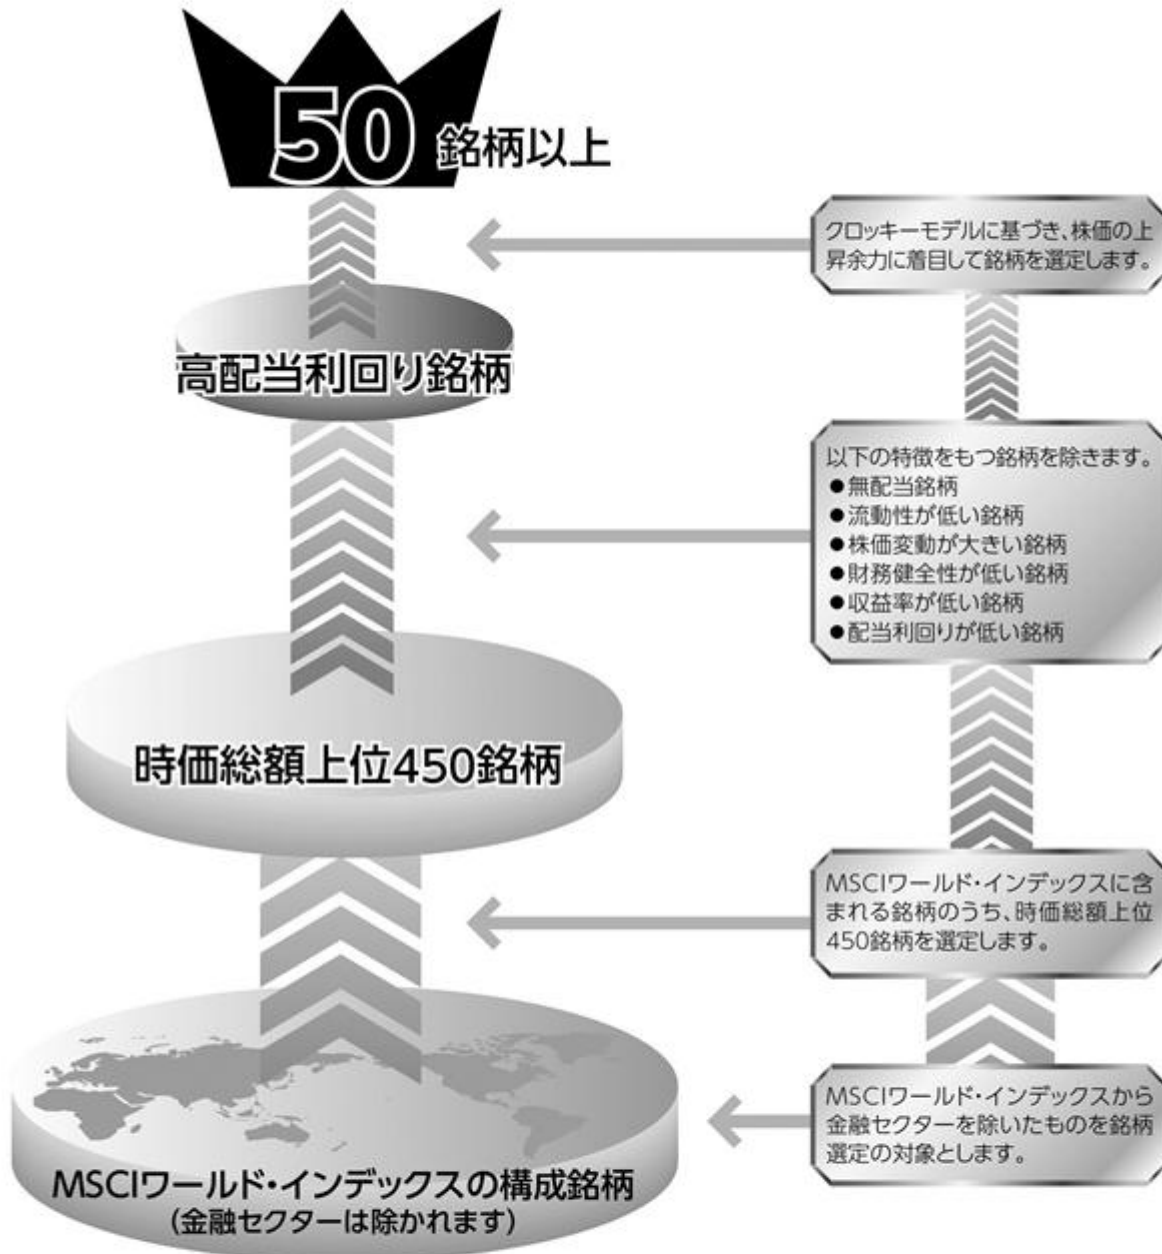 50 銘柄以上
クロッキーモデルに基づき、株価の上
昇余力に着目して銘柄を選定します。
高配当利回り銘柄
以下の特徴をもつ銘柄を除きます。
●無配当銘柄
●流動性が低い銘柄
●株価変動が大きい銘柄
●財務健全性が低い銘柄
●収益率が低い銘柄
●配当利回りが低い銘柄
時価総額上位450銘柄
MSCIワールド・インデックスに含
まれる銘柄のうち、時価総額上位
450銘柄を選定します。
MSCIワールド・インデックスから
金融セクターを除いたものを銘柄
選定の対象とします。
MSCIワールド・インデックスの構成銘柄
(金融セクターは除かれます)